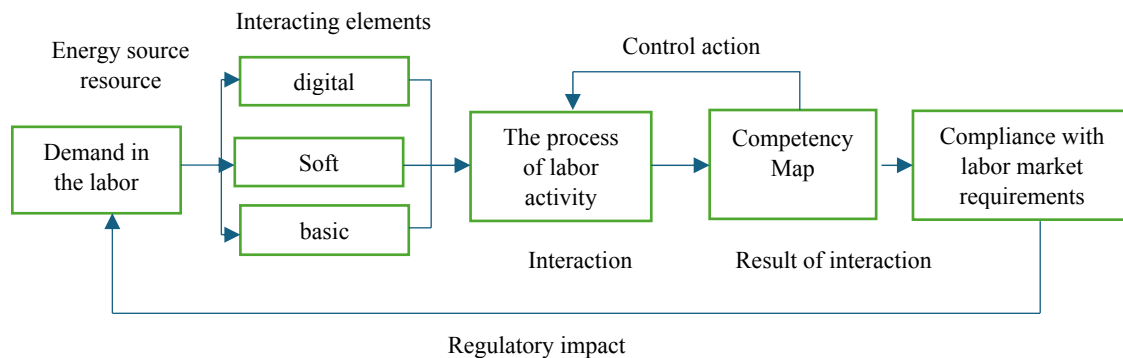 Interacting elements
Energy source
resource
Control action
digital
Demand in
the labor
Soft
The process
of labor
activity
Competency
Map
Compliance with
labor market
requirements
basic
Interaction
Result of interaction
Regulatory impact